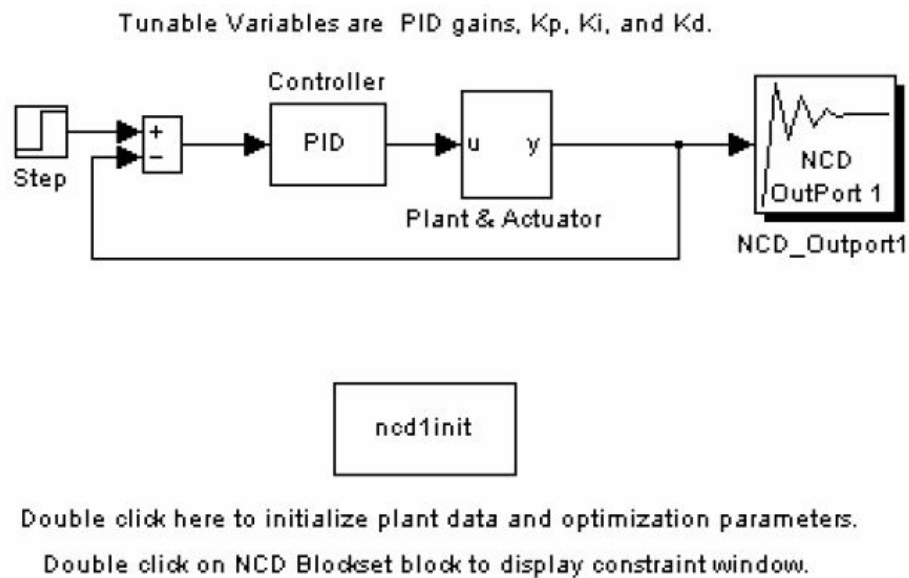 Tunable Variables are PID gains, Kp, Ki, and Kd.
Controller
+
−
PID
u y
NCD
OutPort 1
Step
Plant & Actuator
NCD_Outport1
ncd1init
Double click here to initialize plant data and optimization parameters.
Double click on NCD Blockset block to display constraint window.